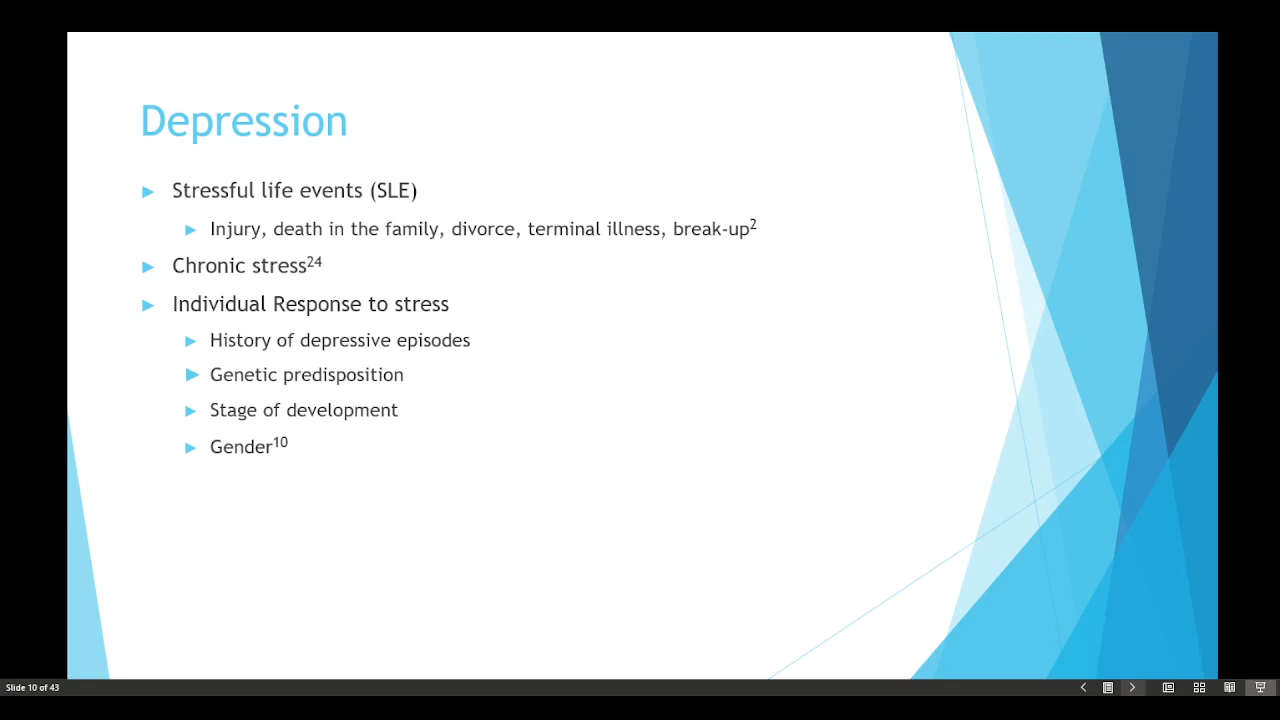 Depression
▶ Stressful life events (SLE)
▶ Injury, death in the family, divorce, terminal illness, break-up²
▶ Chronic stress²⁴
▶ Individual Response to stress
▶ History of depressive episodes
▶ Genetic predisposition
▶ Stage of development
▶ Gender¹⁰
Slide 10 of 43